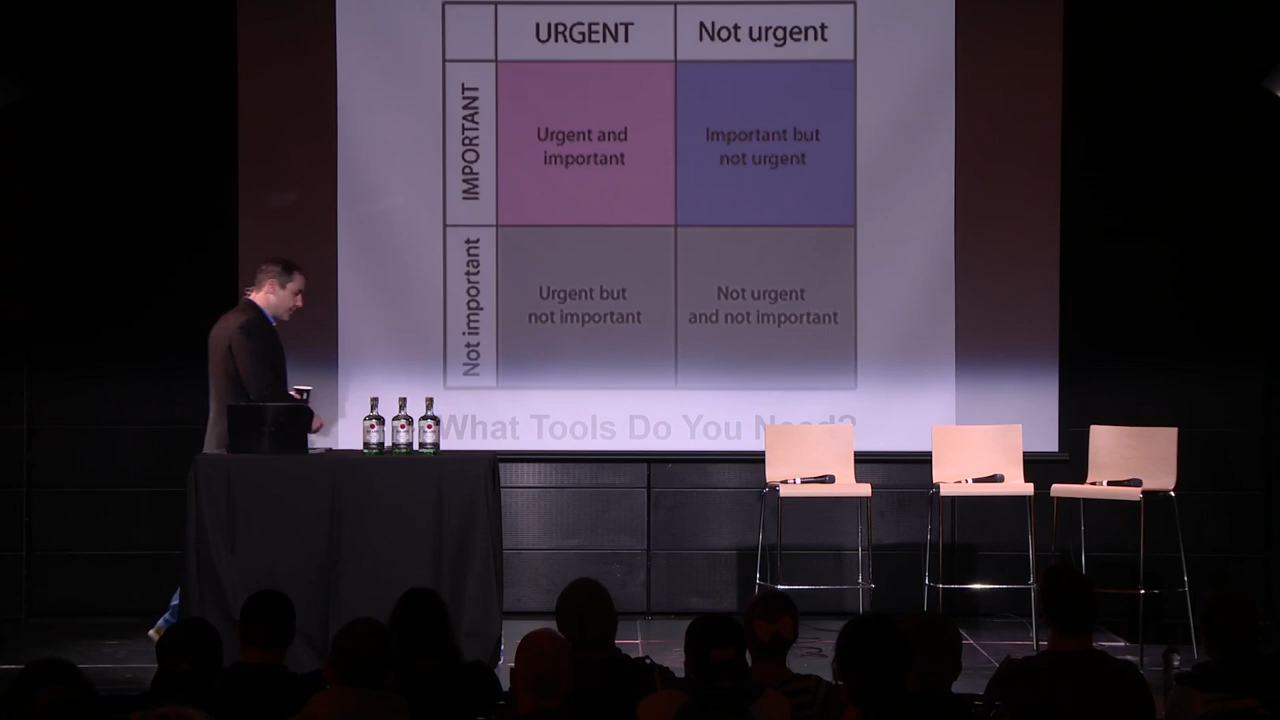 URGENT
Not urgent
IMPORTANT
Urgent and
important
Important but
not urgent
Not important
Urgent but
not important
Not urgent
and not important
What Tools Do You Need?